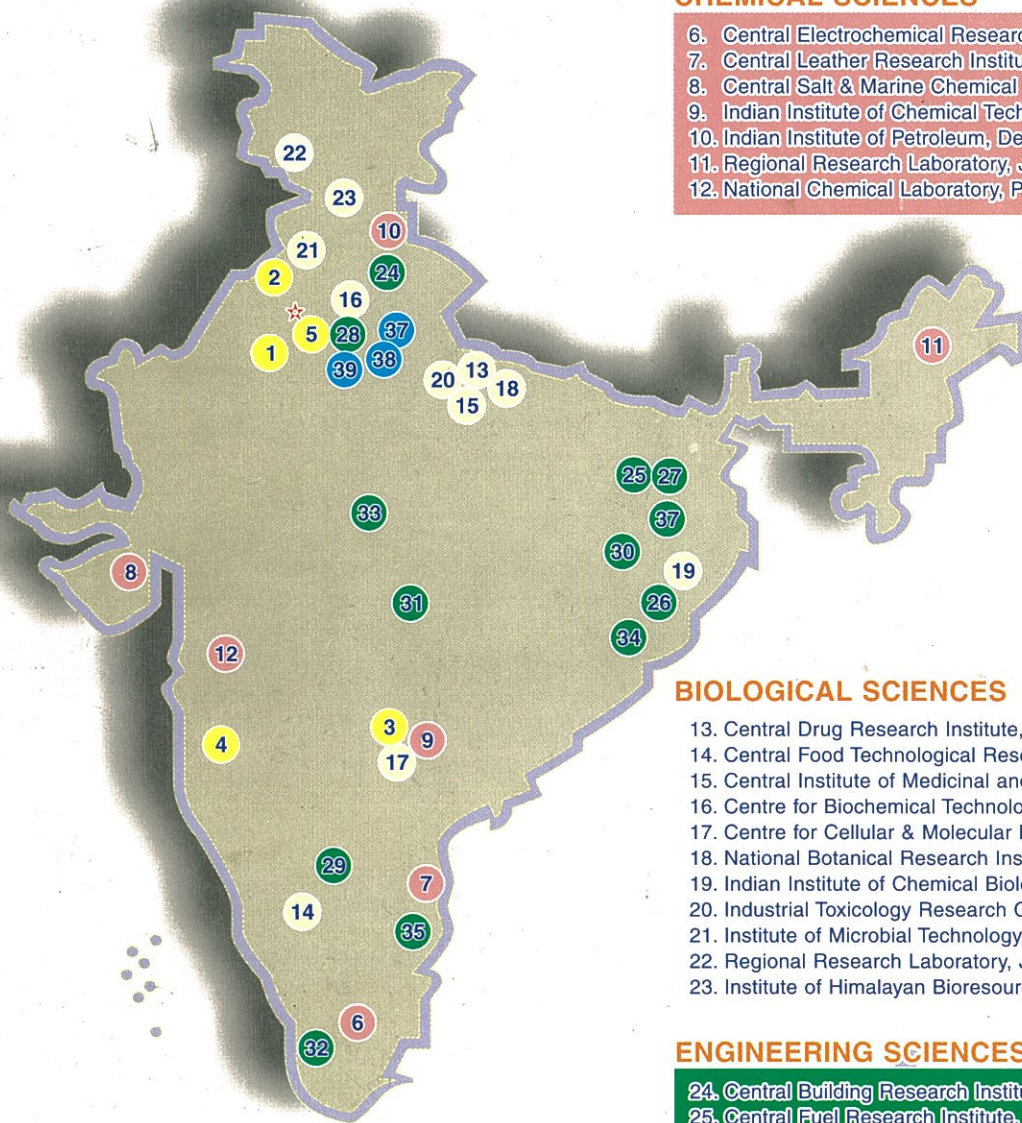 CHEMICAL SCIENCES
6. Central Electrochemical Researc
7. Central Leather Research Institu
8. Central Salt & Marine Chemical
9. Indian Institute of Chemical Tech
10. Indian Institute of Petroleum, De
11. Regional Research Laboratory, J
12. National Chemical Laboratory, P
22
23
10
21
2
24
16
5
28
37
1
39
38
11
20
13
18
15
25
27
33
37
30
8
19
31
26
34
12
3
4
9
17
29
7
14
35
6
32
BIOLOGICAL SCIENCES
13. Central Drug Research Institute,
14. Central Food Technological Rese
15. Central Institute of Medicinal and
16. Centre for Biochemical Technolo
17. Centre for Cellular & Molecular B
18. National Botanical Research Ins
19. Indian Institute of Chemical Biolo
20. Industrial Toxicology Research C
21. Institute of Microbial Technology
22. Regional Research Laboratory, J
23. Institute of Himalayan Bioresour
ENGINEERING SCIENCES
24. Central Building Research Institu
25. Central Fuel Research Institute,